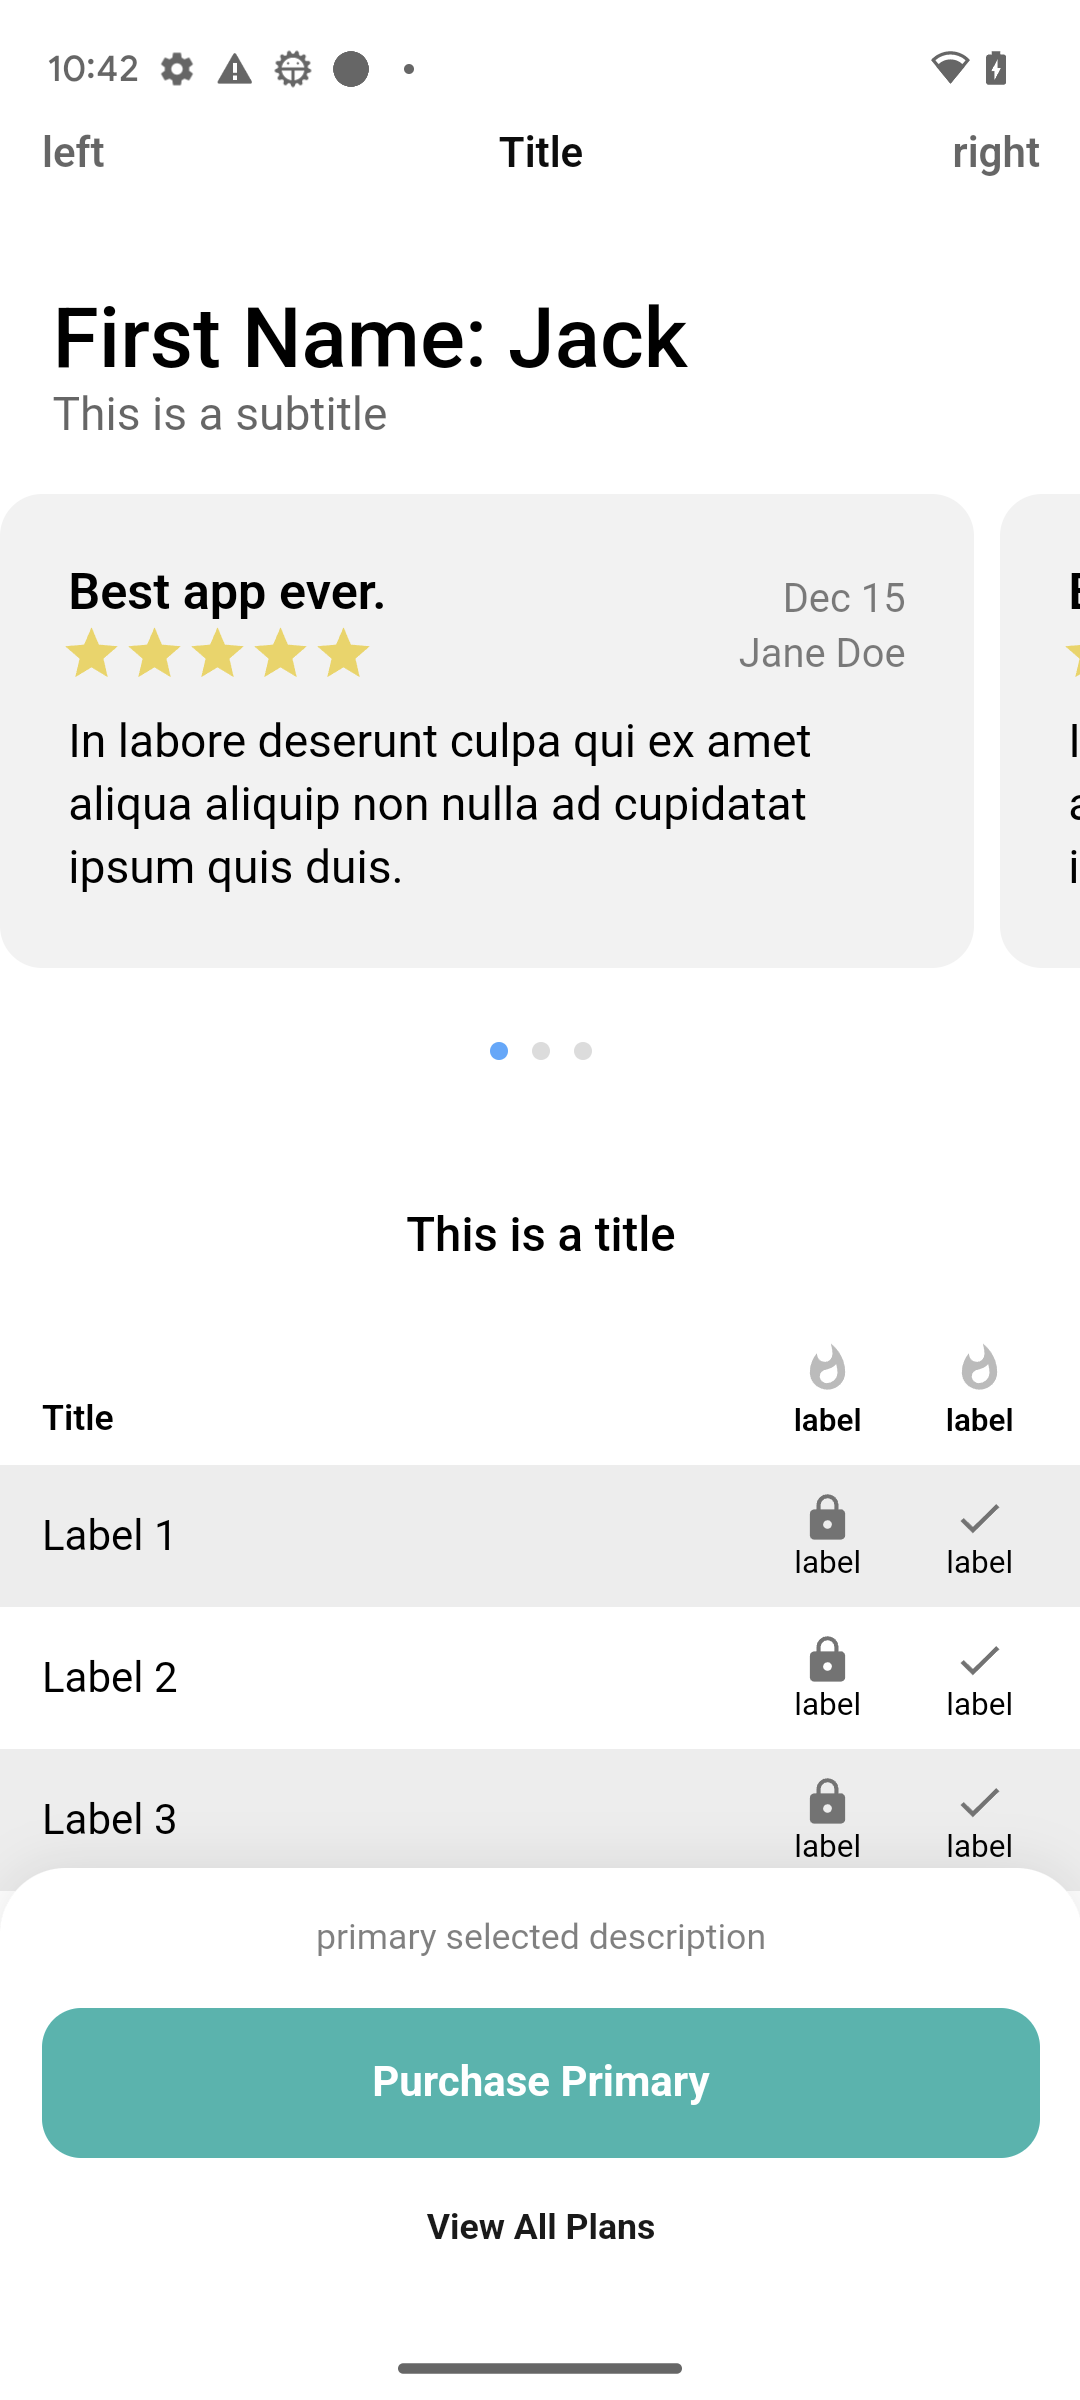 10:42
left Title right
First Name: Jack
This is a subtitle
Best app ever.
Dec 15
Jane Doe
In labore deserunt culpa qui ex amet
aliqua aliquip non nulla ad cupidatat
ipsum quis duis.
This is a title
Title label label
Label 1 label label
Label 2 label label
Label 3 label label
primary selected description
Purchase Primary
View All Plans